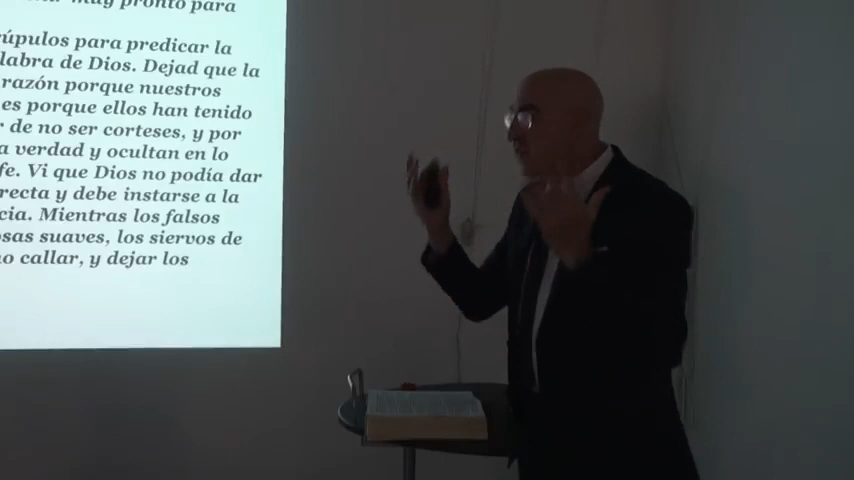 muy pronto para
rúpulos para predicar la
labra de Dios. Dejad que la
razón porque nuestros
es porque ellos han tenido
r de no ser corteses, y por
a verdad y ocultan en lo
fe. Vi que Dios no podía dar
recta y debe instarse a la
cia. Mientras los falsos
osas suaves, los siervos de
no callar, y dejar los